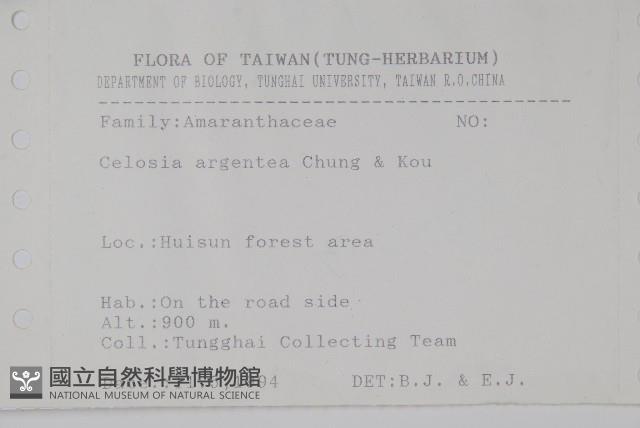 FLORA OF TAIWAN(TUNG-HERBARIUM)
DEPARTMENT OF BIOLOGY, TUNGHAI UNIVERSITY, TAIWAN R.O.CHINA
Family:Amaranthaceae NO:
Celosia argentea Chung & Kou
Loc.:Huisun forest area
Hab.:On the road side
Alt.:900 m.
Coll.:Tungghai Collecting Team
DET:B.J. & E.J.
國立自然科學博物館
NATIONAL MUSEUM OF NATURAL SCIENCE